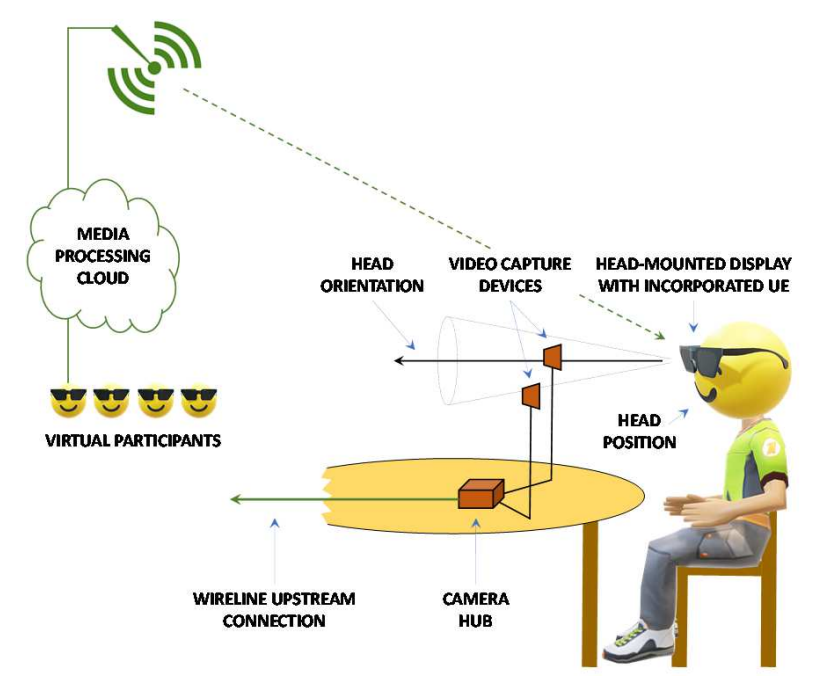 MEDIA
PROCESSING
CLOUD
HEAD
ORIENTATION
VIDEO CAPTURE
DEVICES
HEAD-MOUNTED DISPLAY
WITH INCORPORATED UE
VIRTUAL PARTICIPANTS
HEAD
POSITION
WIRELINE UPSTREAM
CONNECTION
CAMERA
HUB